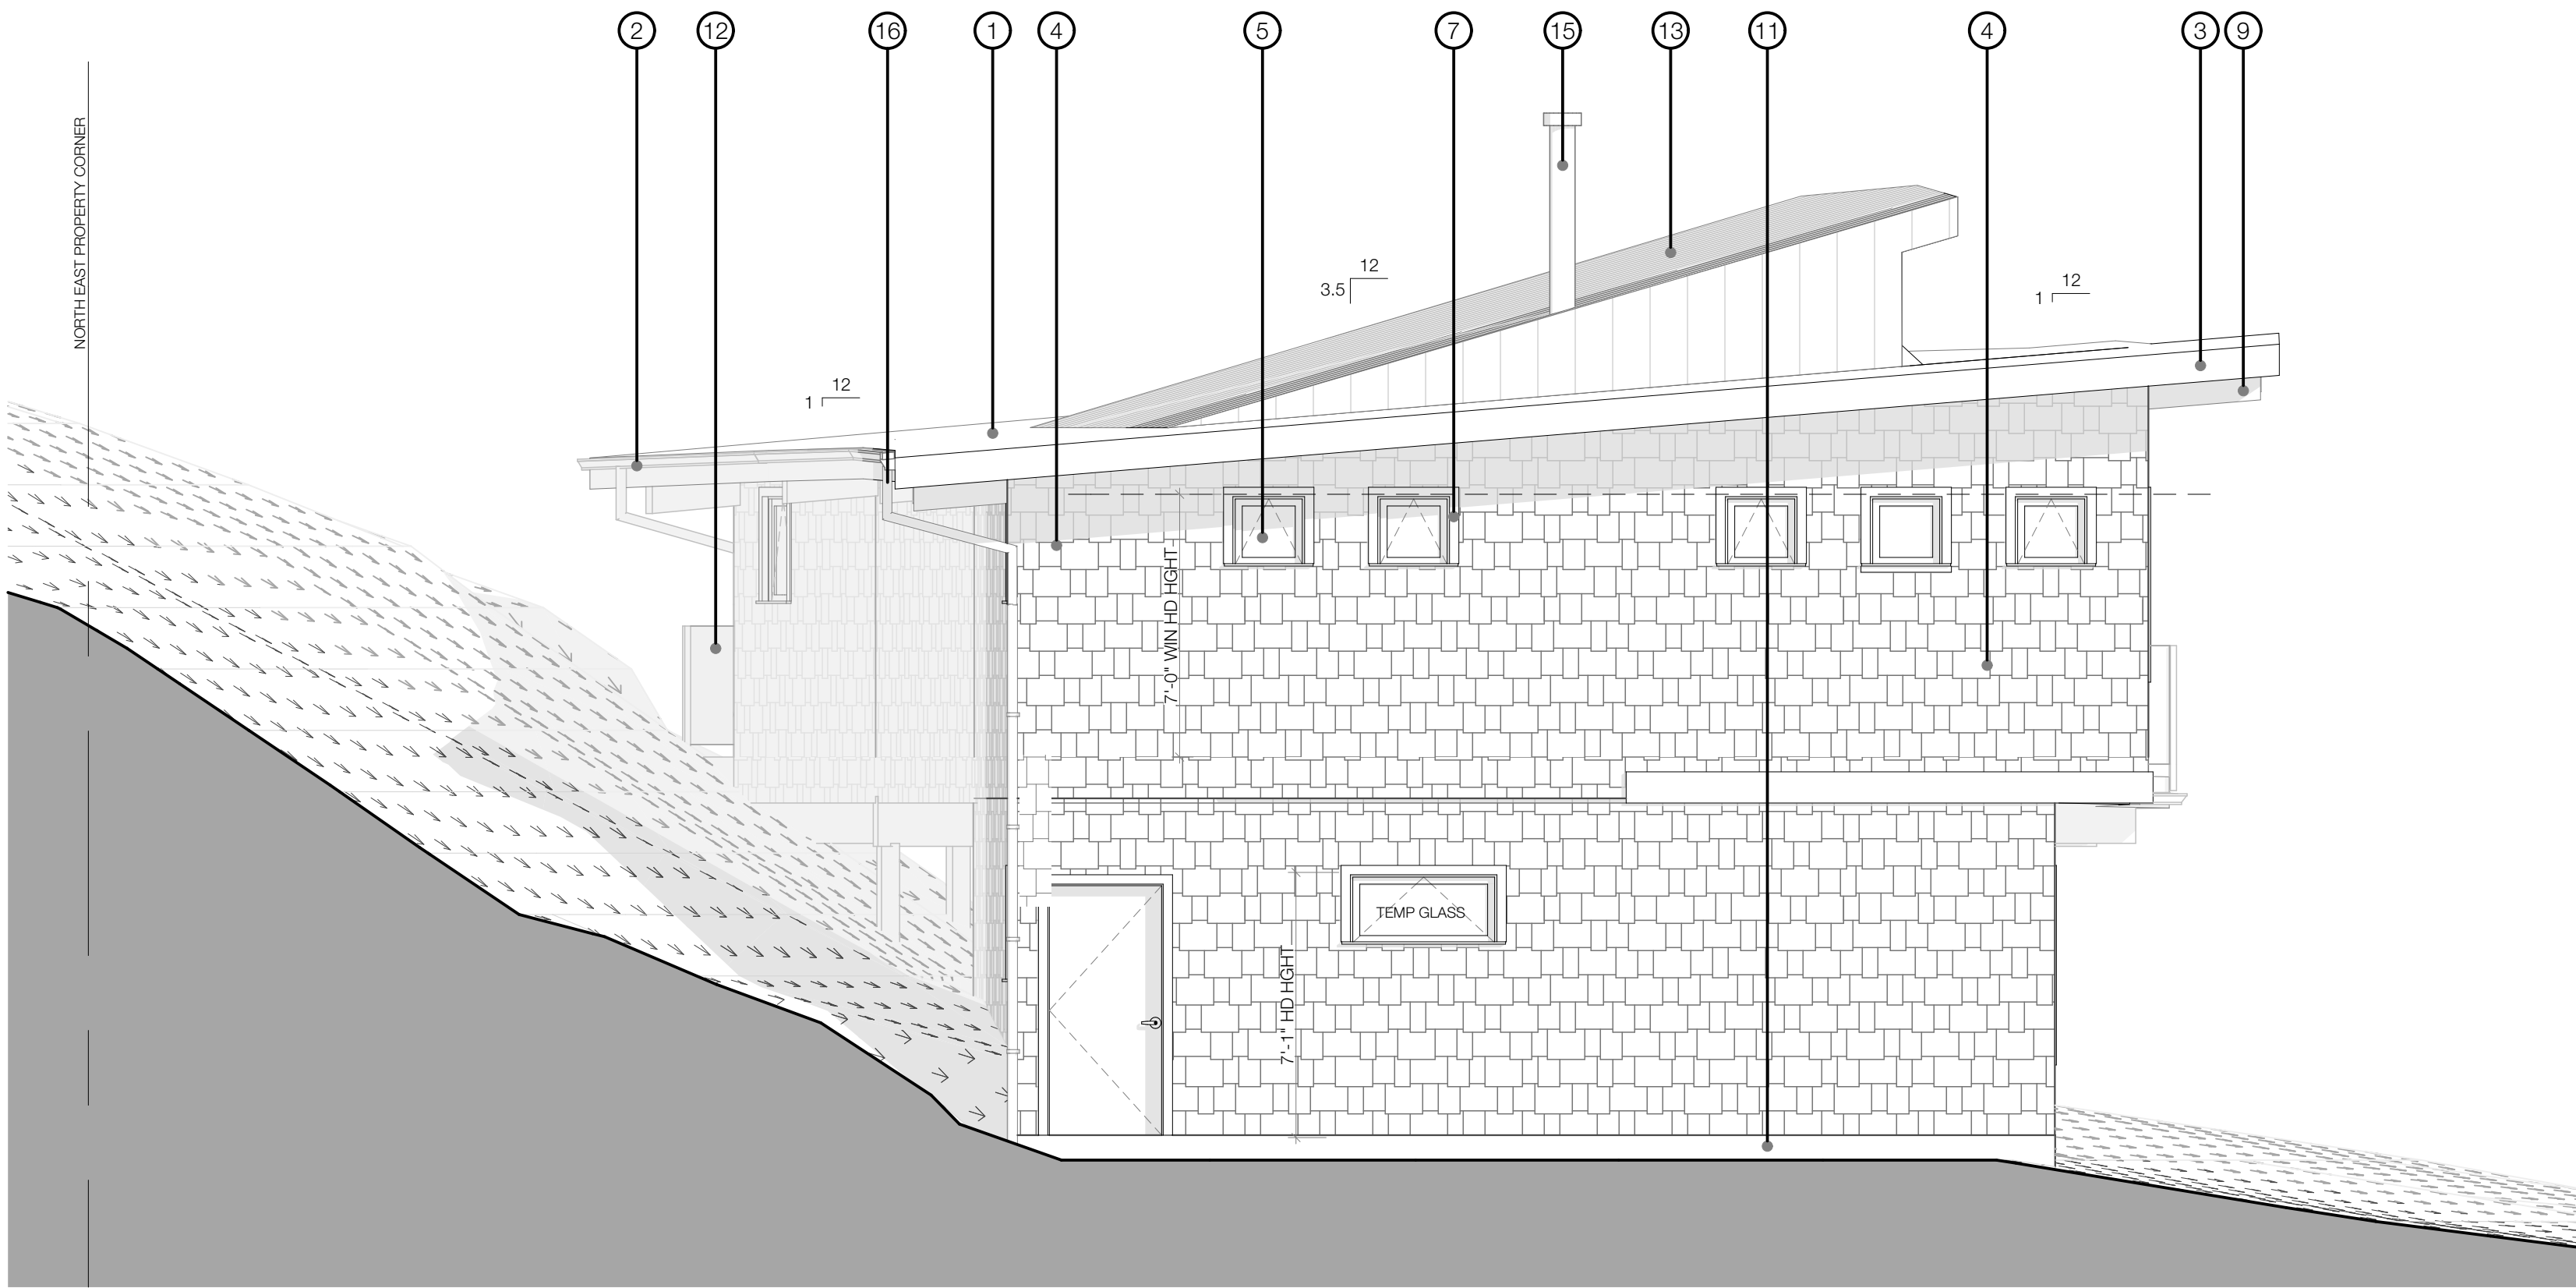 2 12 16 1 4 5 7 15 13 11 4 3 9
NORTH EAST PROPERTY CORNER
12
3.5
12
1
12
1
7'-0" WIN HD HGHT
TEMP GLASS
7'-1" HD HGHT